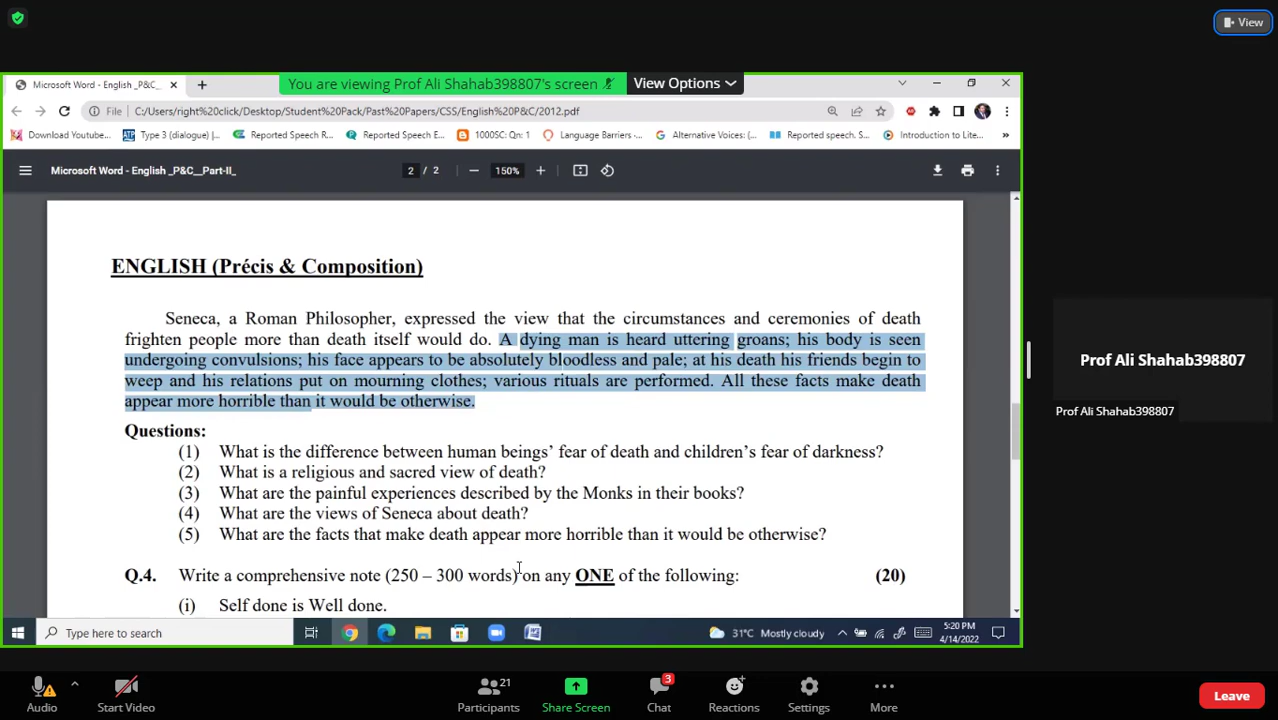 View
Microsoft Word - English _P&C_
You are viewing Prof Ali Shahab398807's screen
View Options
File
C:/Users/right%20click/Desktop/Student%20Pack/Past%20Papers/CSS/English%20P&C/2012.pdf
Download Youtube...
Type 3 (dialogue) |...
Reported Speech R...
Reported Speech E...
1000SC: Qn: 1
Language Barriers -...
Alternative Voices: (...
Reported speech. S...
Introduction to Lite...
Microsoft Word - English _P&C__Part-II_
2 / 2
150%
ENGLISH (Précis & Composition)
Seneca, a Roman Philosopher, expressed the view that the circumstances and ceremonies of death
frighten people more than death itself would do. A dying man is heard uttering groans; his body is seen
undergoing convulsions; his face appears to be absolutely bloodless and pale; at his death his friends begin to
weep and his relations put on mourning clothes; various rituals are performed. All these facts make death
appear more horrible than it would be otherwise.
Questions:
(1) What is the difference between human beings' fear of death and children's fear of darkness?
(2) What is a religious and sacred view of death?
(3) What are the painful experiences described by the Monks in their books?
(4) What are the views of Seneca about death?
(5) What are the facts that make death appear more horrible than it would be otherwise?
Q.4. Write a comprehensive note (250 – 300 words) on any ONE of the following: (20)
(i) Self done is Well done.
Prof Ali Shahab398807
Prof Ali Shahab398807
Type here to search
31°C Mostly cloudy
5:20 PM
4/14/2022
Audio
Start Video
21
Participants
Share Screen
3
Chat
Reactions
Settings
More
Leave